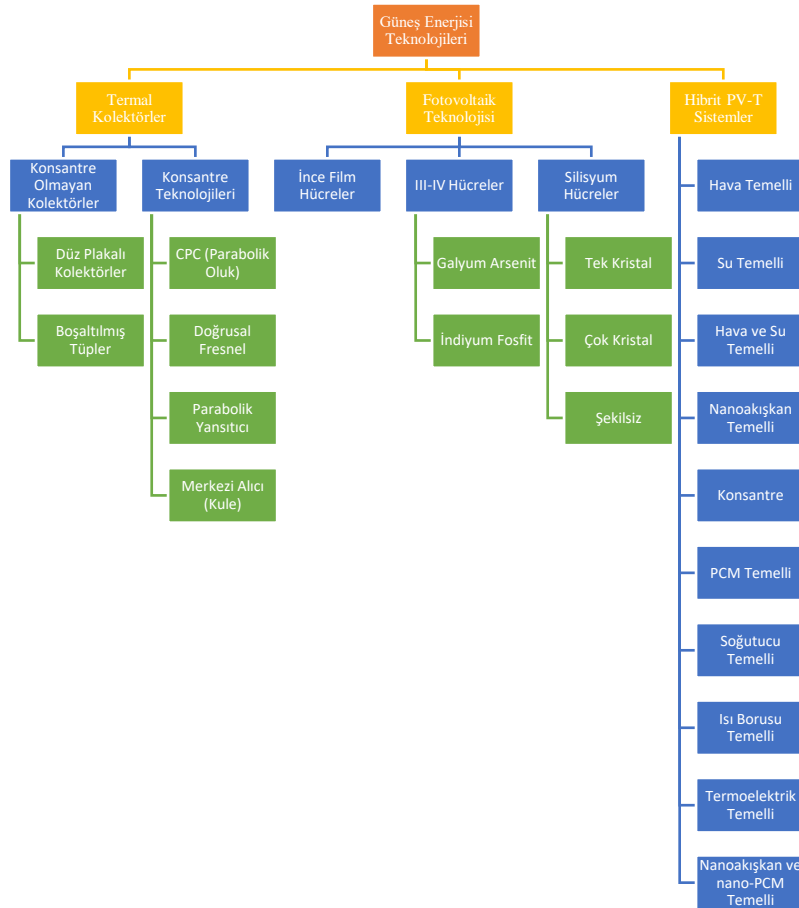 Güneş Enerjisi
Teknolojileri
Termal
Kolektörler
Fotovoltaik
Teknolojisi
Hibrit PV-T
Sistemler
Konsantre
Olmayan
Kolektörler
Konsantre
Teknolojileri
İnce Film
Hücreler
III-IV Hücreler
Silisyum
Hücreler
Hava Temelli
Düz Plakalı
Kolektörler
CPC (Parabolik
Oluk)
Galyum Arsenit
Tek Kristal
Su Temelli
Boşaltılmış
Tüpler
Doğrusal
Fresnel
İndiyum Fosfit
Çok Kristal
Hava ve Su
Temelli
Parabolik
Yansıtıcı
Şekilsiz
Nanoakışkan
Temelli
Merkezi Alıcı
(Kule)
Konsantre
PCM Temelli
Soğutucu
Temelli
Isı Borusu
Temelli
Termoelektrik
Temelli
Nanoakışkan ve
nano-PCM
Temelli